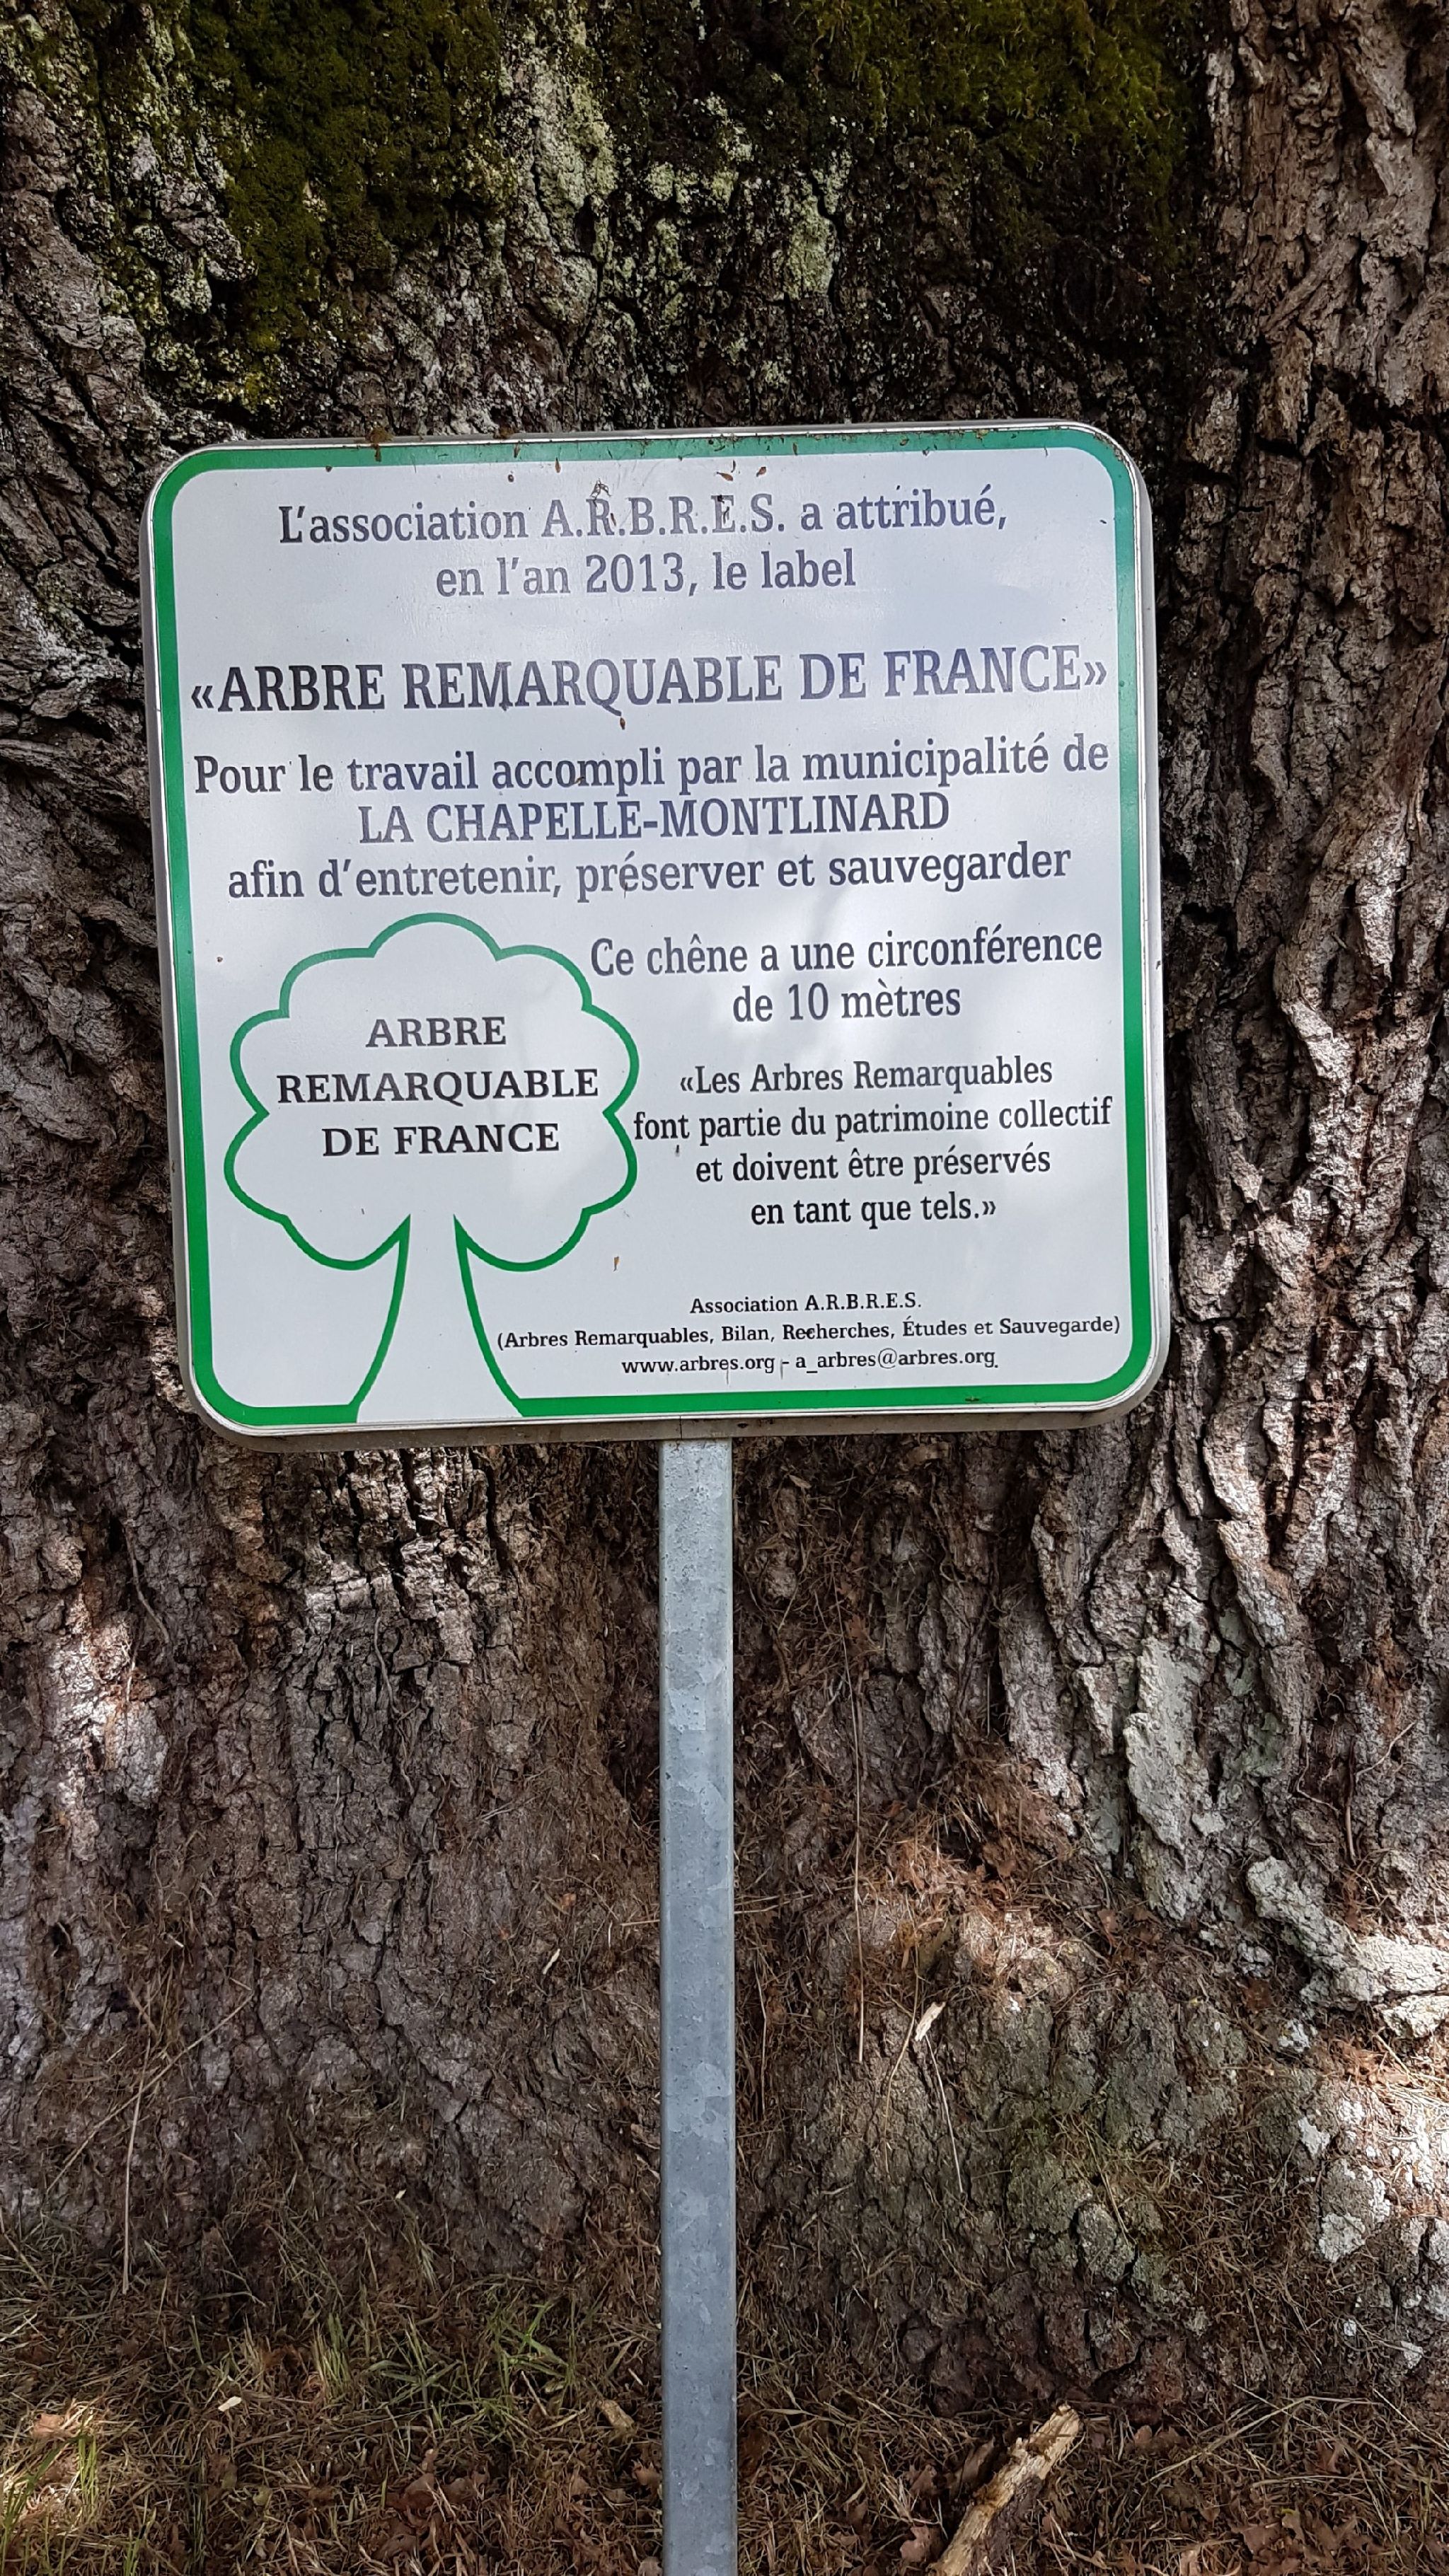 L'association A.R.B.R.E.S. a attribué,
en l'an 2013, le label
«ARBRE REMARQUABLE DE FRANCE»
Pour le travail accompli par la municipalité de
LA CHAPELLE-MONTLINARD
afin d'entretenir, préserver et sauvegarder
Ce chêne a une circonférence
de 10 mètres
ARBRE
REMARQUABLE
DE FRANCE
«Les Arbres Remarquables
font partie du patrimoine collectif
et doivent être préservés
en tant que tels.»
Association A.R.B.R.E.S.
(Arbres Remarquables, Bilan, Recherches, Études et Sauvegarde)
www.arbres.org - a_arbres@arbres.org